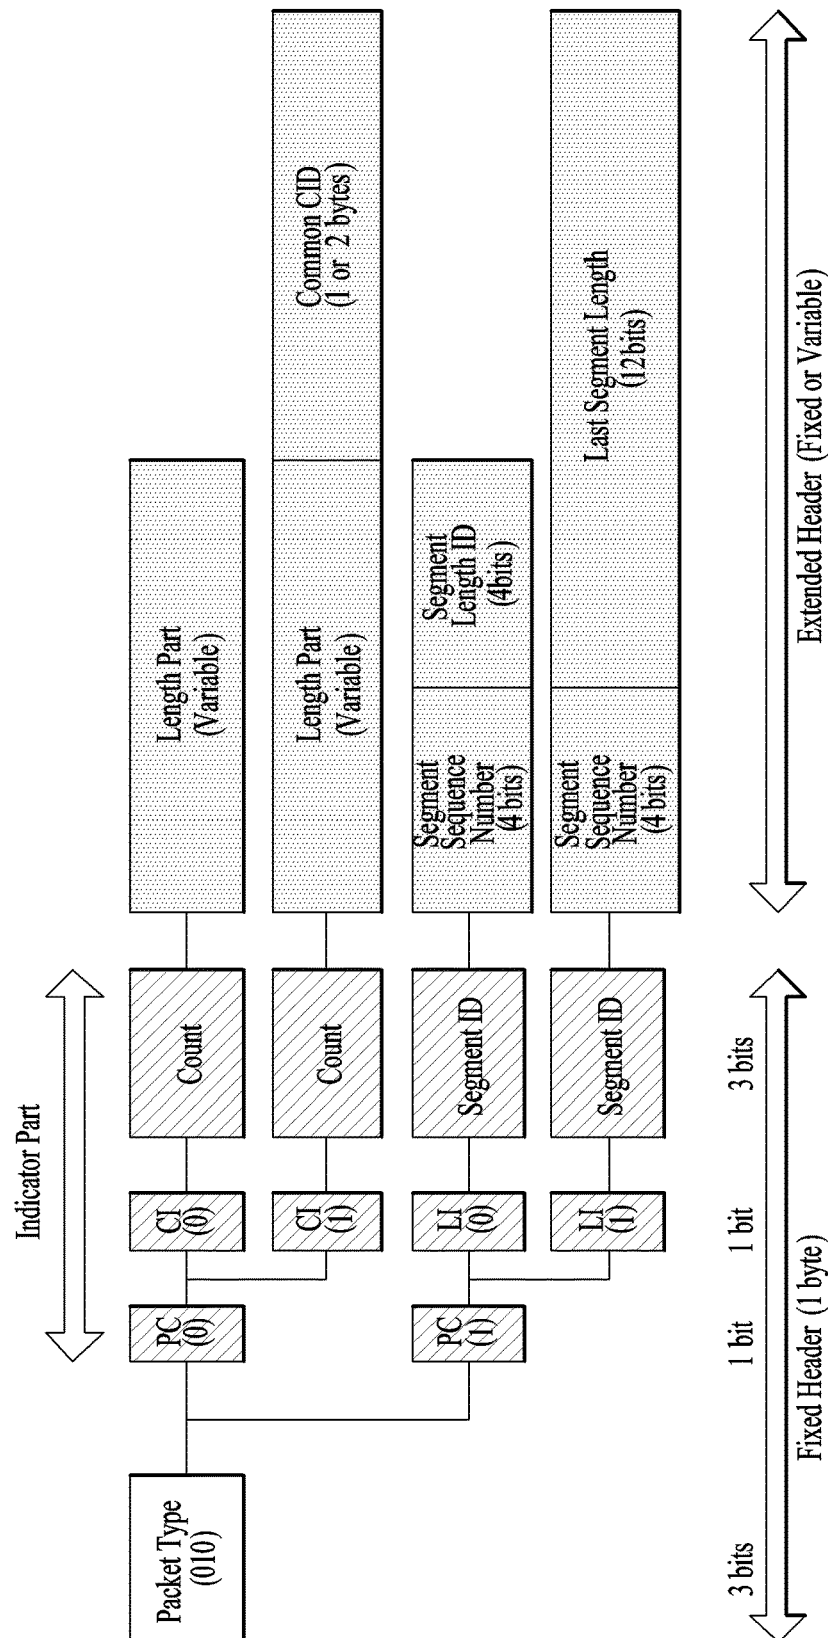 Indicator Part
Packet Type
(010)
PC
(0)
CI
(0)
Count
Length Part
(Variable)
CI
(1)
Count
Length Part
(Variable)
Common CID
(1 or 2 bytes)
PC
(1)
LI
(0)
Segment ID
Segment
Sequence
Number
(4 bits)
Segment
Length ID
(4bits)
LI
(1)
Segment ID
Segment
Sequence
Number
(4 bits)
Last Segment Length
(12bits)
3 bits
1 bit
1 bit
3 bits
Fixed Header (1 byte)
Extended Header (Fixed or Variable)